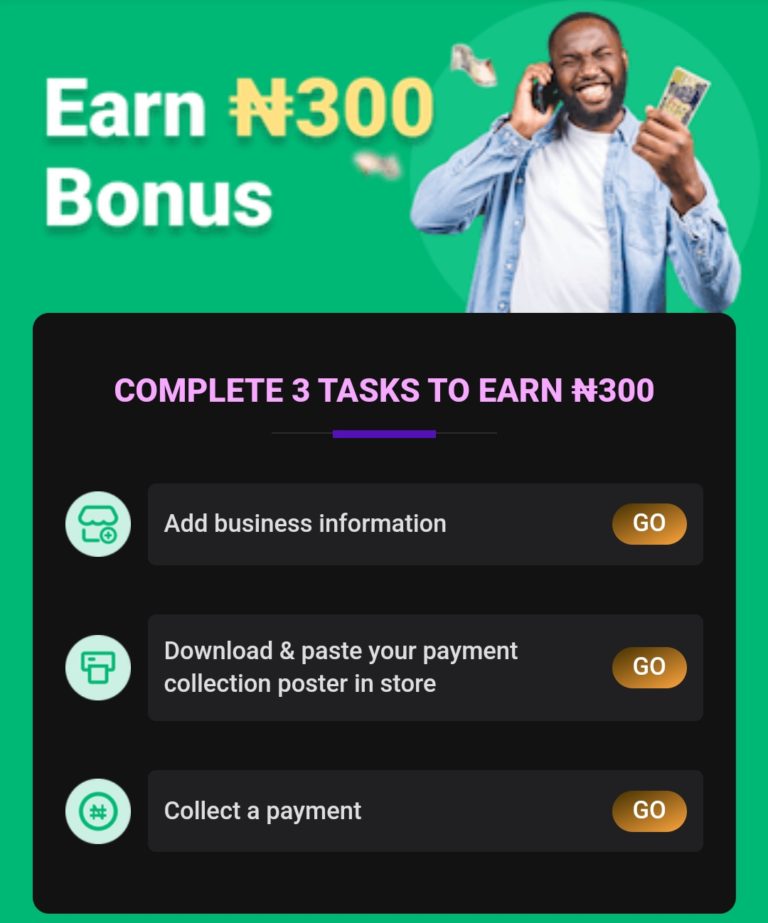 Earn ₦300
Bonus
COMPLETE 3 TASKS TO EARN ₦300
Add business information
GO
Download & paste your payment
collection poster in store
GO
₦
Collect a payment
GO